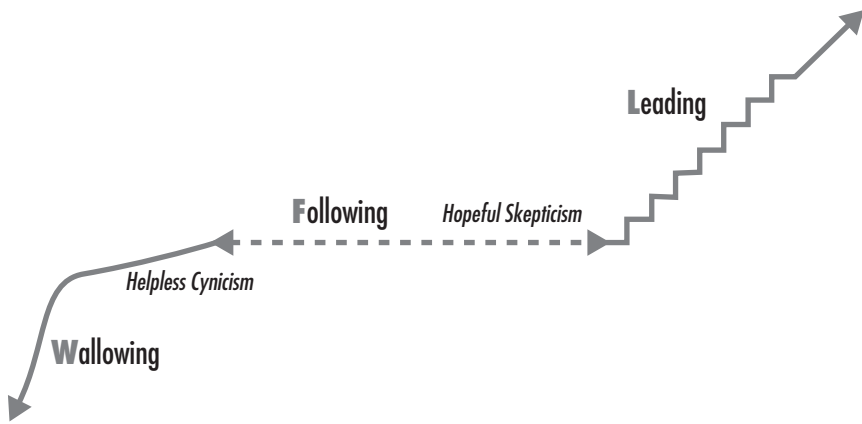 Leading
Following
Hopeful Skepticism
Helpless Cynicism
Wallowing